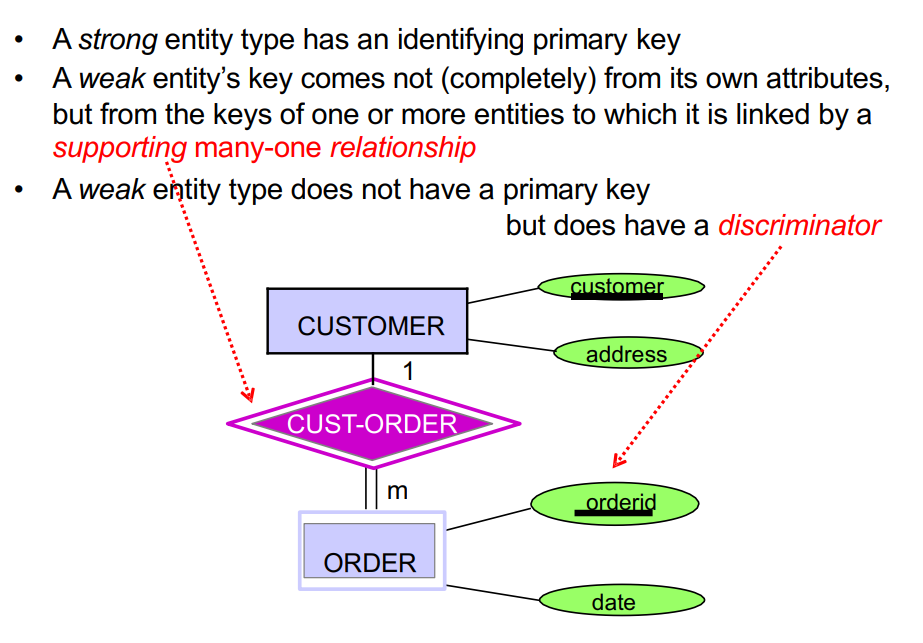 • A strong entity type has an identifying primary key
• A weak entity's key comes not (completely) from its own attributes,
but from the keys of one or more entities to which it is linked by a
supporting many-one relationship
• A weak entity type does not have a primary key
but does have a discriminator
customer
CUSTOMER
address
1
CUST-ORDER
m
orderid
ORDER
date